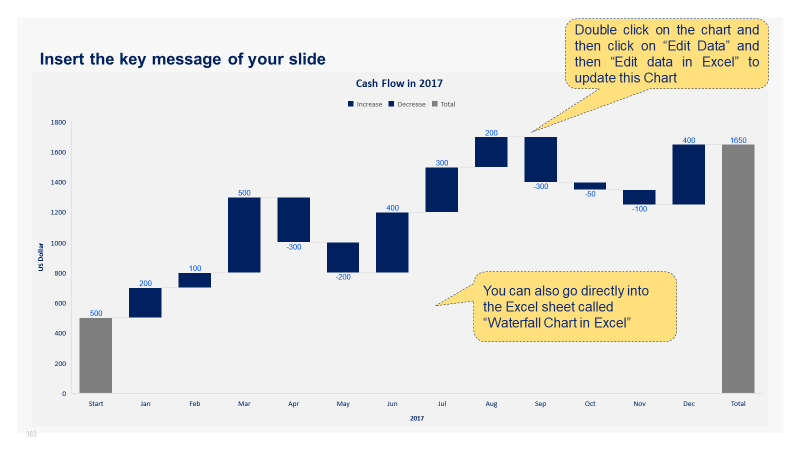 Double click on the chart and
then click on “Edit Data” and
then “Edit data in Excel” to
update this Chart
Insert the key message of your slide
Cash Flow in 2017
Increase Decrease Total
1800
1600
1400
1200
1000
800
600
400
200
0
US Dollar
500
200
100
500
-300
-200
400
300
200
-300
-50
-100
400
1650
You can also go directly into
the Excel sheet called
“Waterfall Chart in Excel”
Start Jan Feb Mar Apr May Jun Jul Aug Sep Oct Nov Dec Total
2017
383